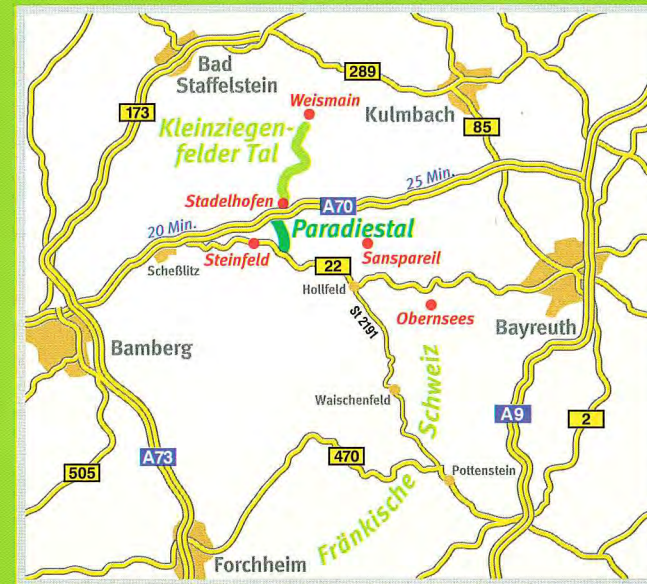 Bad
Staffelstein
289
Weismain
Kulmbach
173
Kleinziegen-
felder Tal
85
25 Min.
Stadelhofen
A70
20 Min.
Paradiestal
Steinfeld
Sanspareil
Scheßlitz
22
Hollfeld
Obernsees
St 2191
Bayreuth
Bamberg
Schweiz
Waischenfeld
A9
2
A73
470
505
Pottenstein
Fränkische
Forchheim